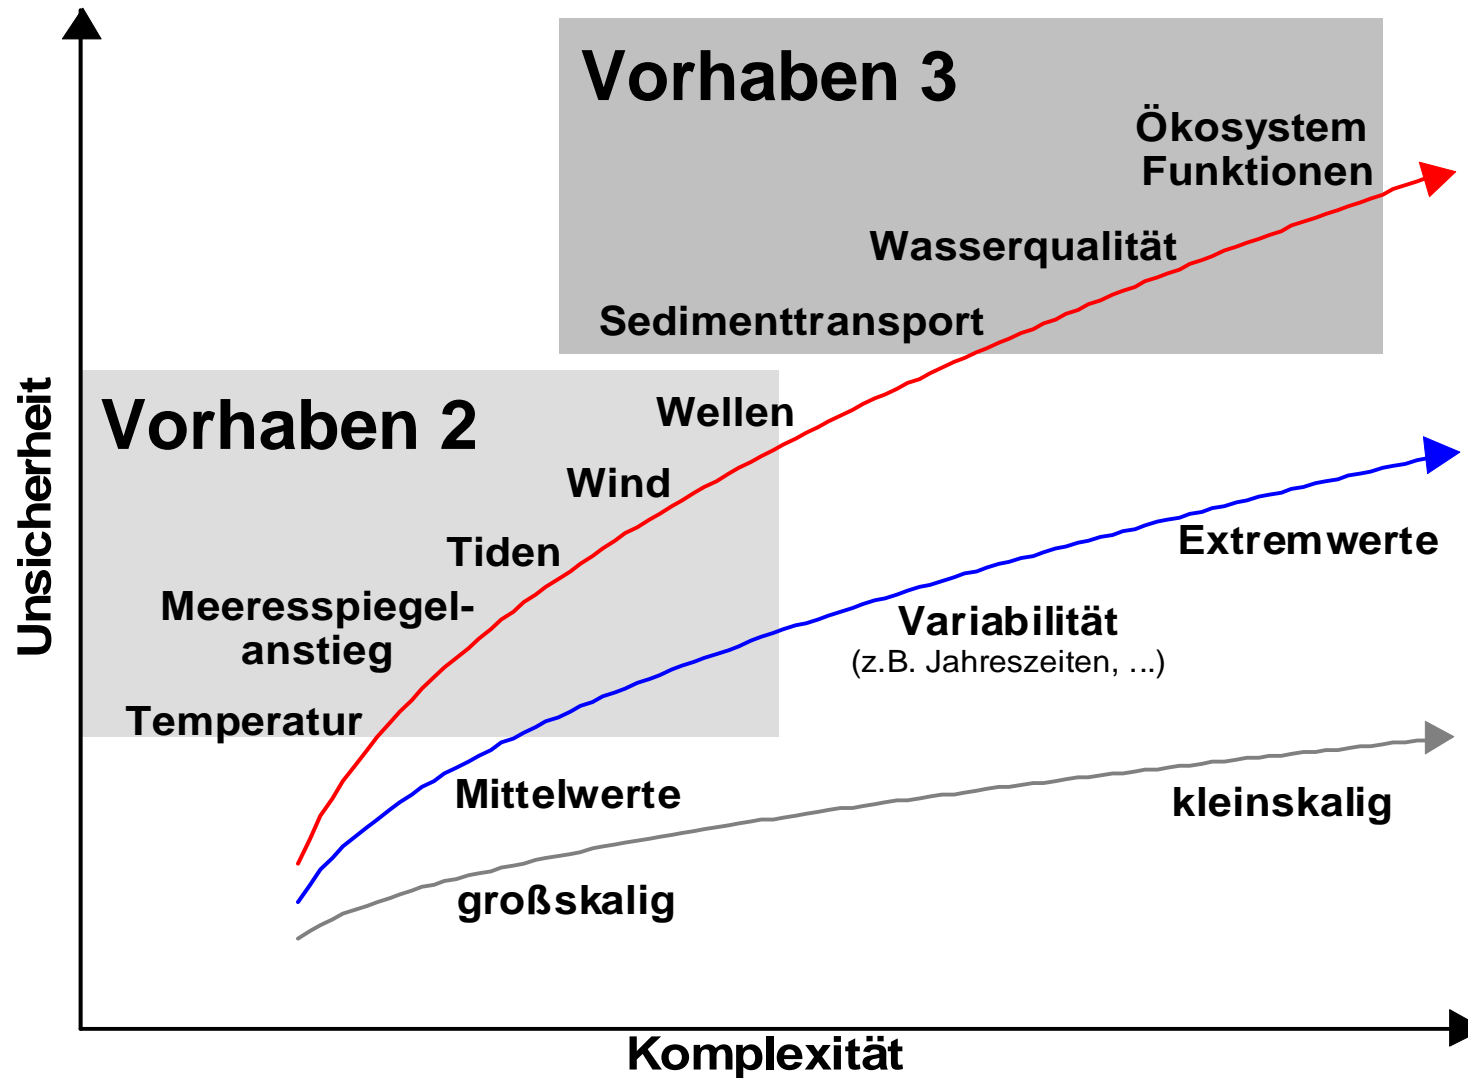 Vorhaben 3
Ökosystem
Funktionen
Wasserqualität
Sedimenttransport
Vorhaben 2
Wellen
Wind
Tiden
Meeresspiegel-
anstieg
Temperatur
Extremwerte
Variabilität
(z.B. Jahreszeiten, ...)
Mittelwerte
kleinskalig
großskalig
Unsicherheit
Komplexität